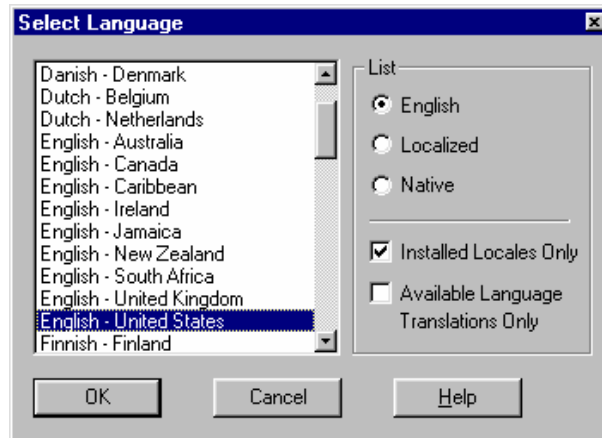 Select Language
Danish - Denmark
Dutch - Belgium
Dutch - Netherlands
English - Australia
English - Canada
English - Caribbean
English - Ireland
English - Jamaica
English - New Zealand
English - South Africa
English - United Kingdom
English - United States
Finnish - Finland
List
English
Localized
Native
Installed Locales Only
Available Language
Translations Only
OK
Cancel
Help